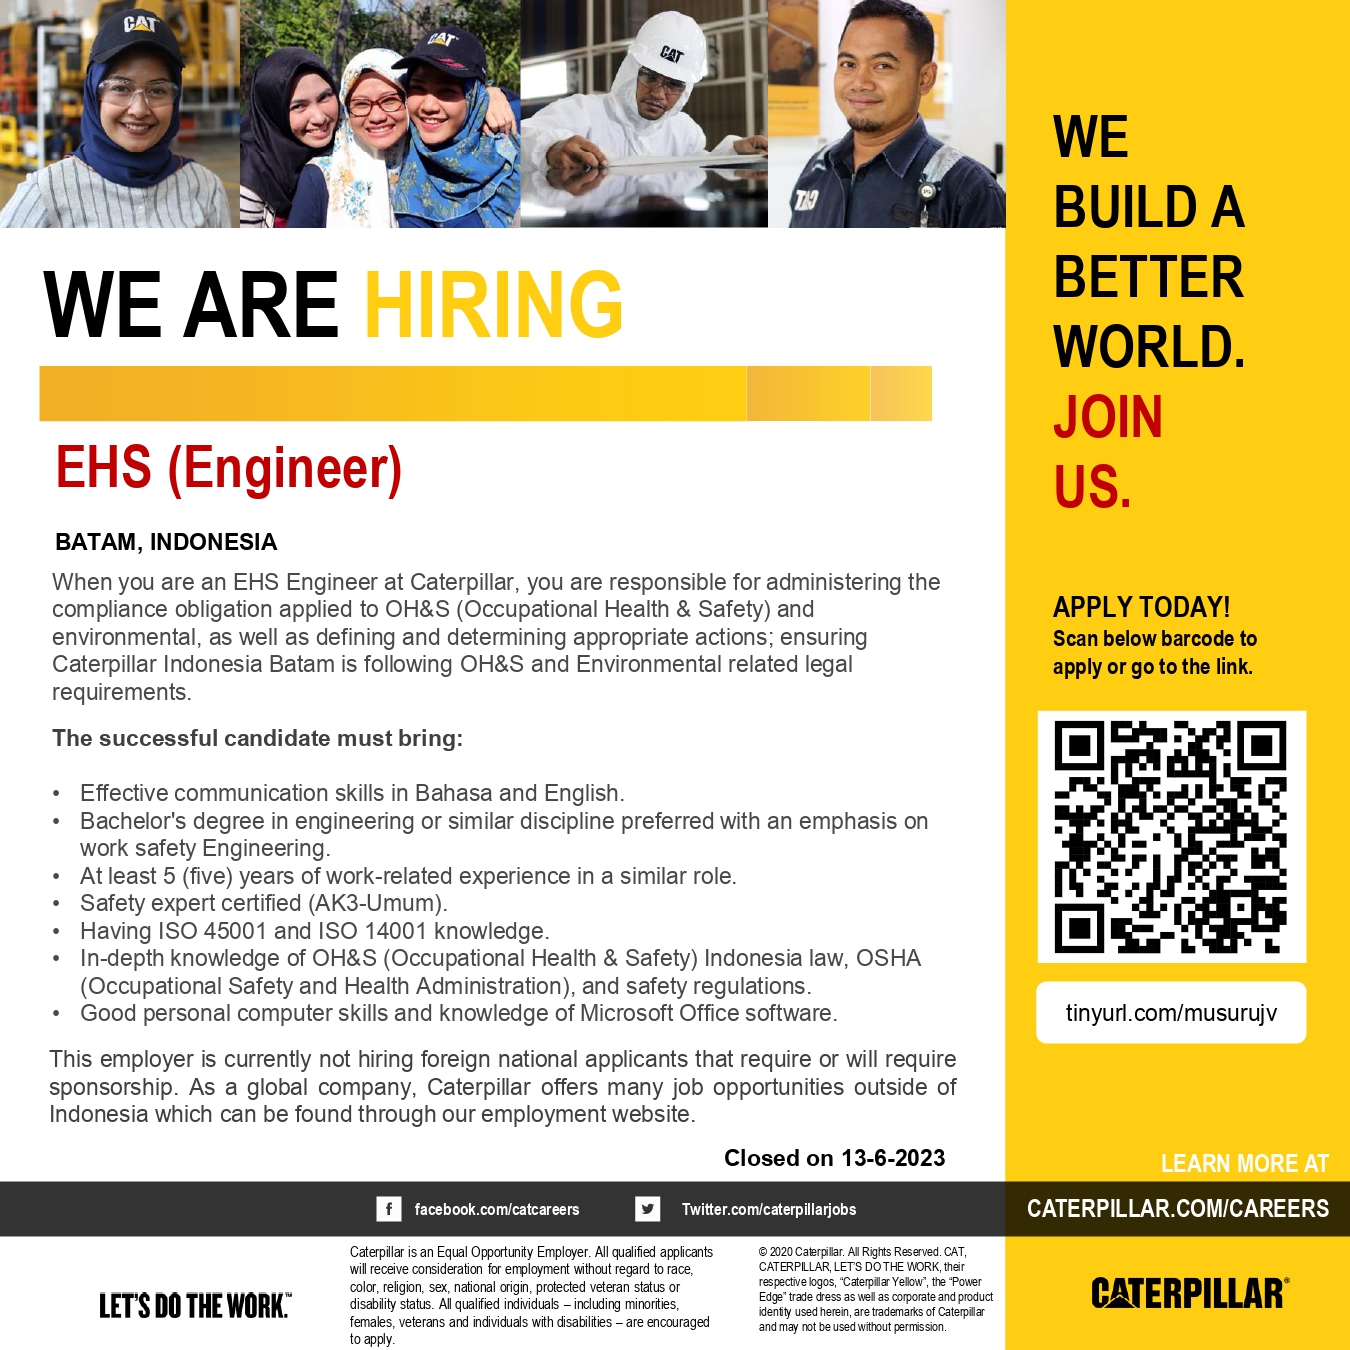 CAT
CAT
CAT
CAT
WE
BUILD A
BETTER
WORLD.
JOIN
US.
WE ARE HIRING
EHS (Engineer)
BATAM, INDONESIA
When you are an EHS Engineer at Caterpillar, you are responsible for administering the
compliance obligation applied to OH&S (Occupational Health & Safety) and
environmental, as well as defining and determining appropriate actions; ensuring
Caterpillar Indonesia Batam is following OH&S and Environmental related legal
requirements.
The successful candidate must bring:
• Effective communication skills in Bahasa and English.
• Bachelor's degree in engineering or similar discipline preferred with an emphasis on
work safety Engineering.
• At least 5 (five) years of work-related experience in a similar role.
• Safety expert certified (AK3-Umum).
• Having ISO 45001 and ISO 14001 knowledge.
• In-depth knowledge of OH&S (Occupational Health & Safety) Indonesia law, OSHA
(Occupational Safety and Health Administration), and safety regulations.
• Good personal computer skills and knowledge of Microsoft Office software.
This employer is currently not hiring foreign national applicants that require or will require
sponsorship. As a global company, Caterpillar offers many job opportunities outside of
Indonesia which can be found through our employment website.
Closed on 13-6-2023
APPLY TODAY!
Scan below barcode to
apply or go to the link.
tinyurl.com/musurujv
LEARN MORE AT
CATERPILLAR.COM/CAREERS
facebook.com/catcareers
Twitter.com/caterpillarjobs
LET'S DO THE WORK.™
Caterpillar is an Equal Opportunity Employer. All qualified applicants
will receive consideration for employment without regard to race,
color, religion, sex, national origin, protected veteran status or
disability status. All qualified individuals – including minorities,
females, veterans and individuals with disabilities – are encouraged
to apply.
© 2020 Caterpillar. All Rights Reserved. CAT,
CATERPILLAR, LET'S DO THE WORK, their
respective logos, “Caterpillar Yellow”, the “Power
Edge” trade dress as well as corporate and product
identity used herein, are trademarks of Caterpillar
and may not be used without permission.
CATERPILLAR®